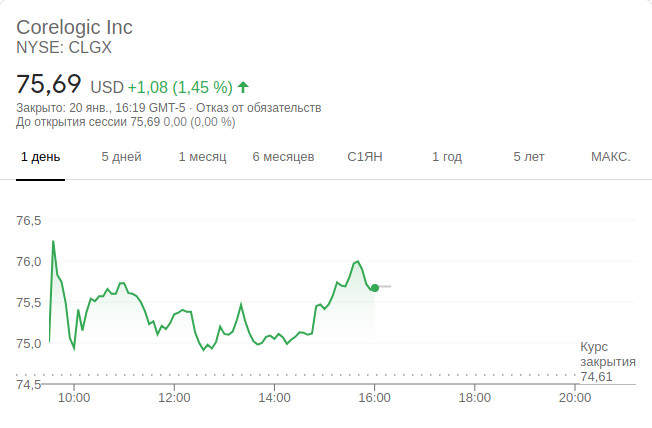 Corelogic Inc
NYSE: CLGX
75,69 USD +1,08 (1,45 %)
Закрыто: 20 янв., 16:19 GMT-5 · Отказ от обязательств
До открытия сессии 75,69 0,00 (0,00 %)
1 день 5 дней 1 месяц 6 месяцев С1ЯН 1 год 5 лет МАКС.
76,5
76,0
75,5
75,0
Курс
закрытия
74,61
74,5
10:00 12:00 14:00 16:00 18:00 20:00